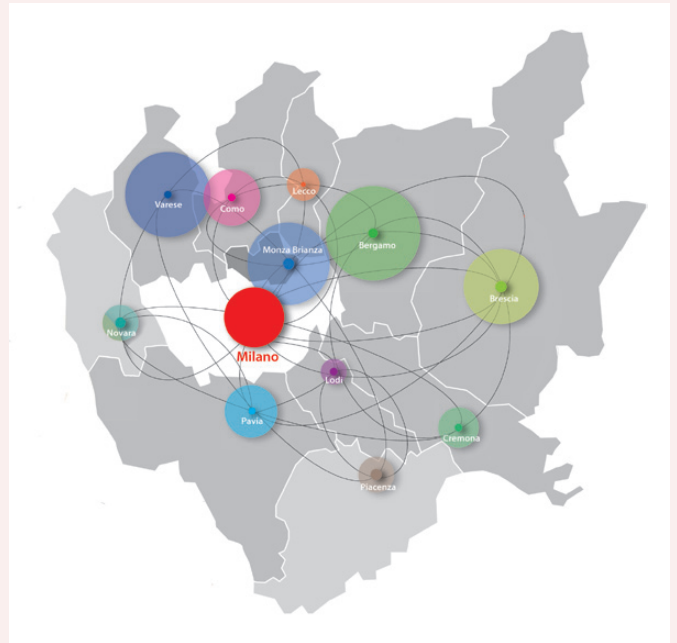 Lecco
Varese
Como
Bergamo
Monza Brianza
Brescia
Novara
Milano
Lodi
Pavia
Cremona
Piacenza